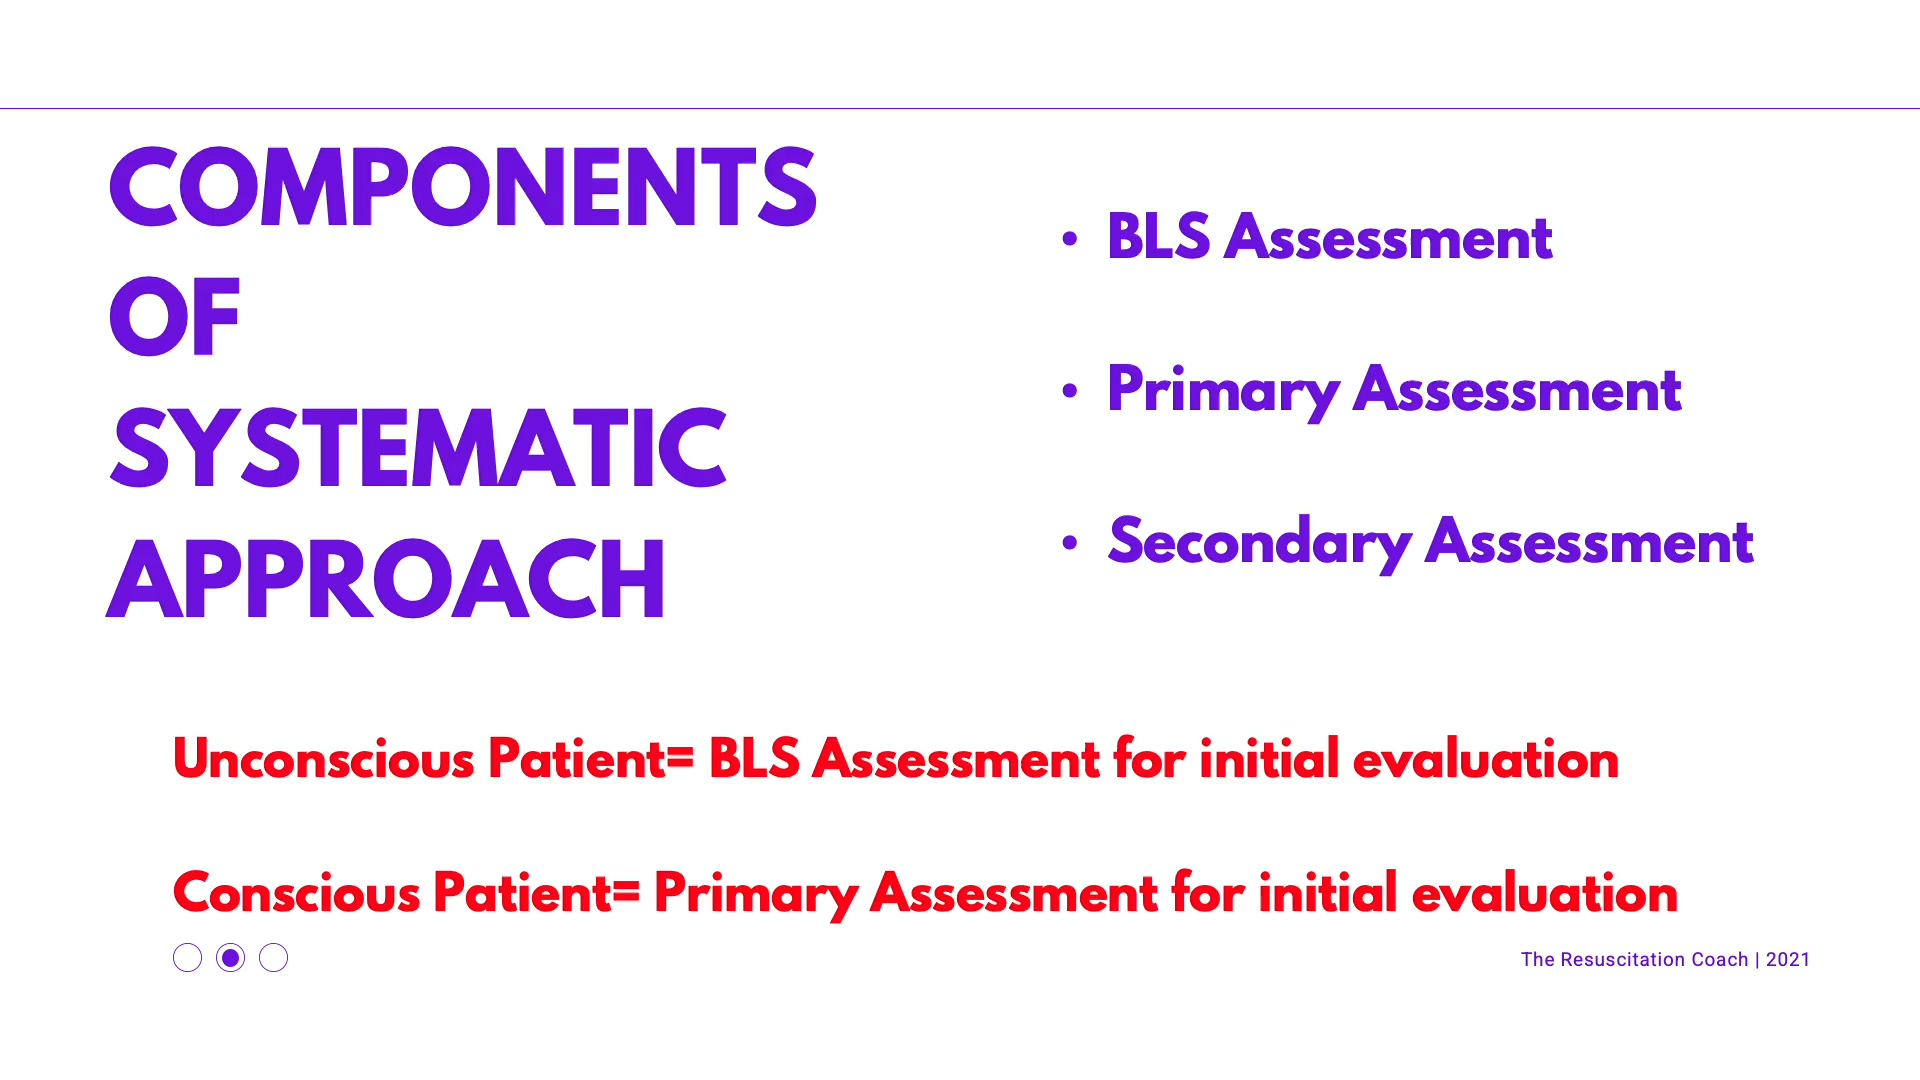 COMPONENTS
OF
SYSTEMATIC
APPROACH
• BLS Assessment
• Primary Assessment
• Secondary Assessment
Unconscious Patient= BLS Assessment for initial evaluation
Conscious Patient= Primary Assessment for initial evaluation
The Resuscitation Coach | 2021